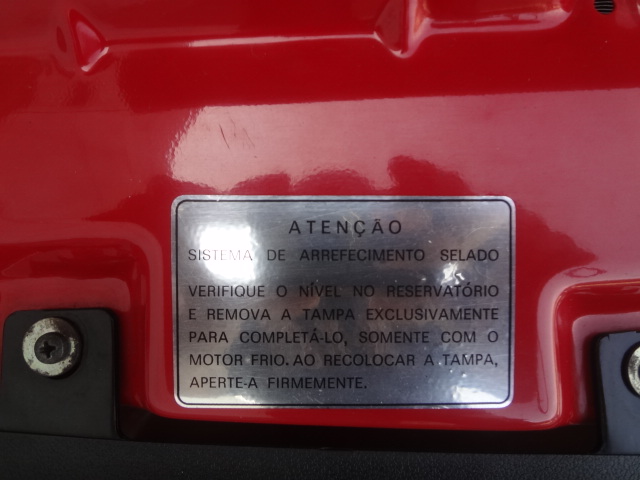 ATENÇÃO
SISTEMA DE ARREFECIMENTO SELADO
VERIFIQUE O NÍVEL NO RESERVATÓRIO
E REMOVA A TAMPA EXCLUSIVAMENTE
PARA COMPLETÁ-LO, SOMENTE COM O
MOTOR FRIO. AO RECOLOCAR A TAMPA,
APERTE-A FIRMEMENTE.